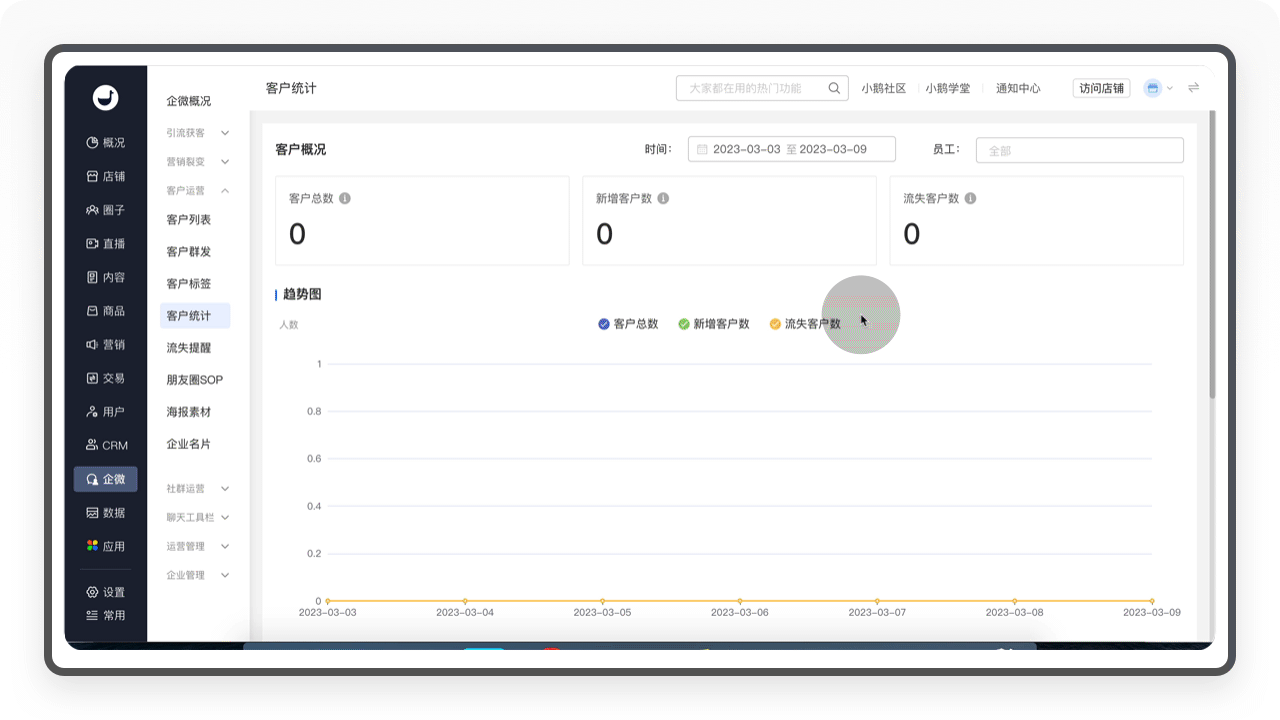 概况
店铺
圈子
直播
内容
商品
营销
交易
用户
CRM
企微
数据
应用
设置
常用
企微概况
引流获客
营销裂变
客户运营
客户列表
客户群发
客户标签
客户统计
流失提醒
朋友圈SOP
海报素材
企业名片
社群运营
聊天工具栏
运营管理
企业管理
客户统计
大家都在用的热门功能
小鹅社区
小鹅学堂
通知中心
访问店铺
客户概况
时间：
2023-03-03 至 2023-03-09
员工：
全部
客户总数
0
新增客户数
0
流失客户数
0
趋势图
人数
客户总数
新增客户数
流失客户数
1
0.8
0.6
0.4
0.2
0
2023-03-03
2023-03-04
2023-03-05
2023-03-06
2023-03-07
2023-03-08
2023-03-09